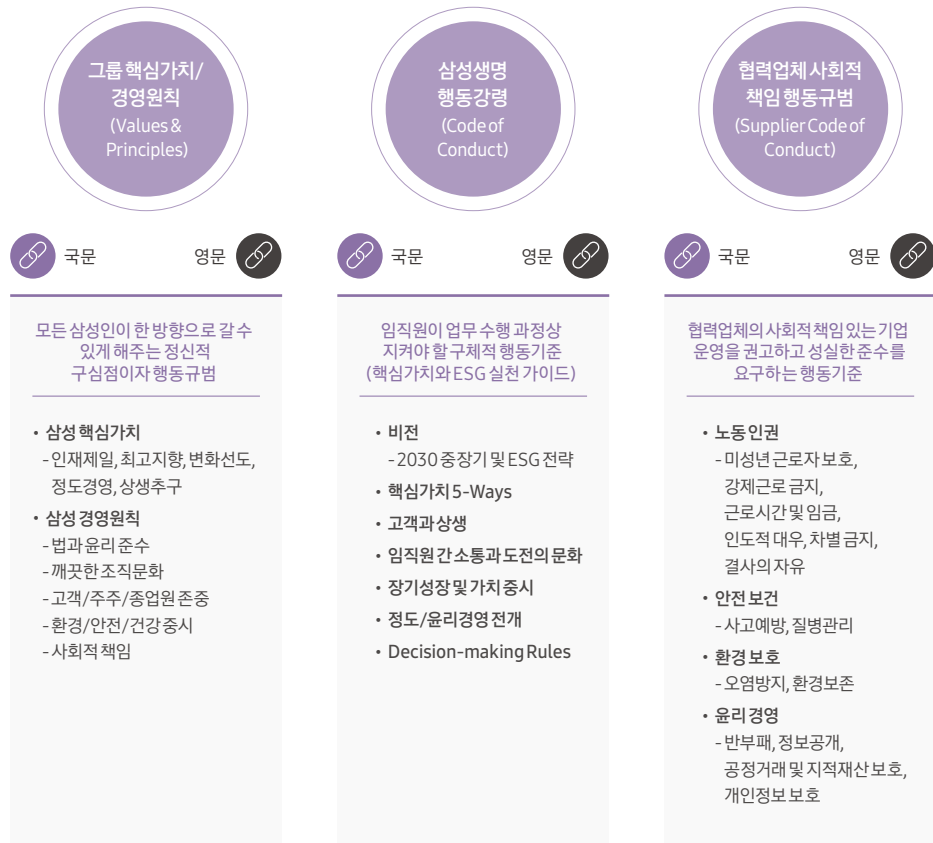 그룹 핵심가치/
경영원칙
(Values &
Principles)
국문
영문
모든 삼성인이 한 방향으로 갈 수
있게 해주는 정신적
구심점이자 행동규범
• 삼성 핵심가치
- 인재제일, 최고지향, 변화선도,
정도경영, 상생추구
• 삼성 경영원칙
- 법과 윤리 준수
- 깨끗한 조직문화
- 고객/주주/종업원 존중
- 환경/안전/건강 중시
- 사회적 책임
삼성생명
행동강령
(Code of
Conduct)
국문
영문
임직원이 업무 수행 과정상
지켜야 할 구체적 행동기준
(핵심가치와 ESG 실천 가이드)
• 비전
- 2030 중장기 및 ESG 전략
• 핵심가치 5-Ways
• 고객과 상생
• 임직원 간 소통과 도전의 문화
• 장기성장 및 가치 중시
• 정도/윤리경영 전개
• Decision-making Rules
협력업체 사회적
책임 행동규범
(Supplier Code of
Conduct)
국문
영문
협력업체의 사회적 책임 있는 기업
운영을 권고하고 성실한 준수를
요구하는 행동기준
• 노동 인권
- 미성년 근로자 보호,
강제근로 금지,
근로시간 및 임금,
인도적 대우, 차별 금지,
결사의 자유
• 안전 보건
- 사고예방, 질병관리
• 환경 보호
- 오염방지, 환경보존
• 윤리 경영
- 반부패, 정보공개,
공정거래 및 지적재산 보호,
개인정보 보호